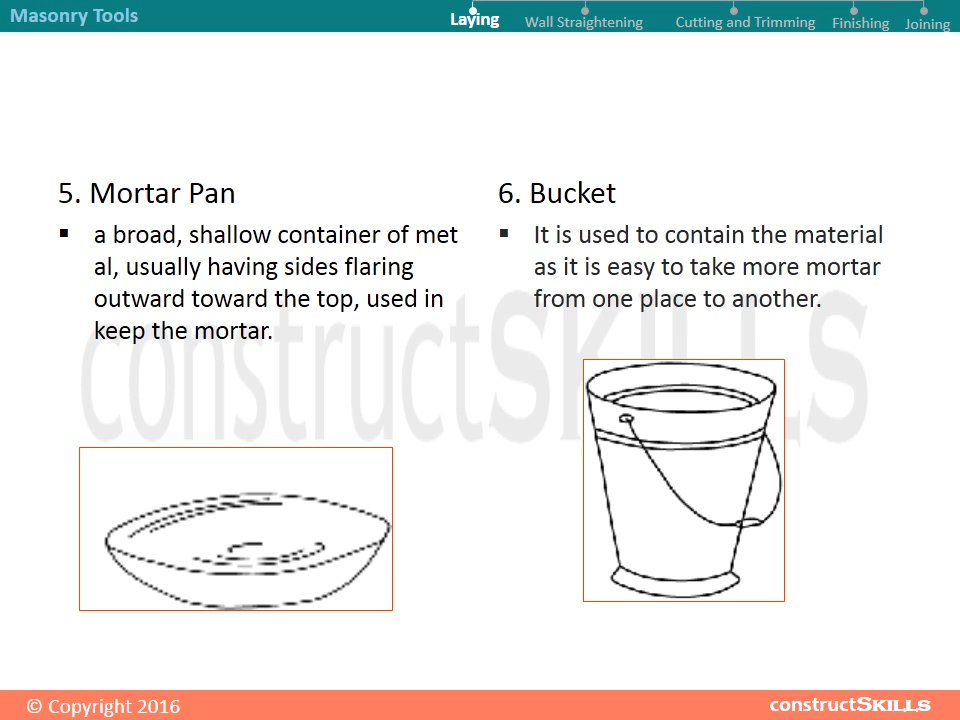 Masonry Tools
Laying
Wall Straightening
Cutting and Trimming
Finishing
Joining
5. Mortar Pan
▪ a broad, shallow container of met
al, usually having sides flaring
outward toward the top, used in
keep the mortar.
6. Bucket
▪ It is used to contain the material
as it is easy to take more mortar
from one place to another.
constructSKILLS
© Copyright 2016
constructSKILLS